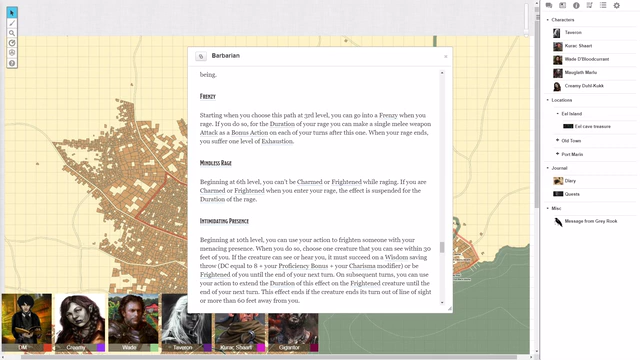 Barbarian
×
being.
Frenzy
Starting when you choose this path at 3rd level, you can go into a Frenzy when you
rage. If you do so, for the Duration of your rage you can make a single melee weapon
Attack as a Bonus Action on each of your turns after this one. When your rage ends,
you suffer one level of Exhaustion.
Mindless Rage
Beginning at 6th level, you can't be Charmed or Frightened while raging. If you are
Charmed or Frightened when you enter your rage, the effect is suspended for the
Duration of the rage.
Intimidating Presence
Beginning at 10th level, you can use your action to frighten someone with your
menacing presence. When you do so, choose one creature that you can see within 30
feet of you. If the creature can see or hear you, it must succeed on a Wisdom saving
throw (DC equal to 8 + your Proficiency Bonus + your Charisma modifier) or be
Frightened of you until the end of your next turn. On subsequent turns, you can use
your action to extend the Duration of this effect on the Frightened creature until the
end of your next turn. This effect ends if the creature ends its turn out of line of sight
or more than 60 feet away from you.
DM
Creamy
Wade
Taveron
Kurac Shaart
Gigantor
Characters
Taveron
Kurac Shaart
Wade D'Bloodcurrant
Maugleth Marlu
Creamy Duhl-Kukk
Locations
Eel Island
Eel cave treasure
Old Town
Port Marin
Journal
Diary
Quests
Misc
Message from Grey Rook